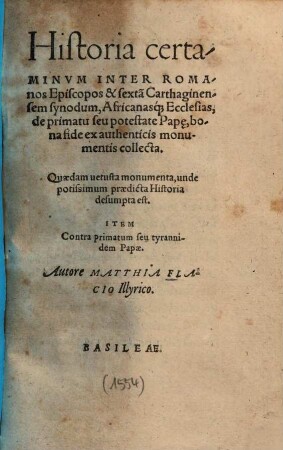 Historia certa-
MINVM INTER ROMA-
nos Episcopos & sextã Carthaginen-
sem synodum, Africanasq́ꝫ Ecclesias,
de primatu seu potestate Papę, bo-
na fide ex authenticis monu-
mentis collecta.
Quædam uetusta monumenta, unde
potissimum prædicta Historia
desumpta est.
ITEM
Contra primatum seu tyranni-
dem Papæ.
Autore MATTHIA FLA-
CIO Illyrico.
BASILEAE.
(1554)